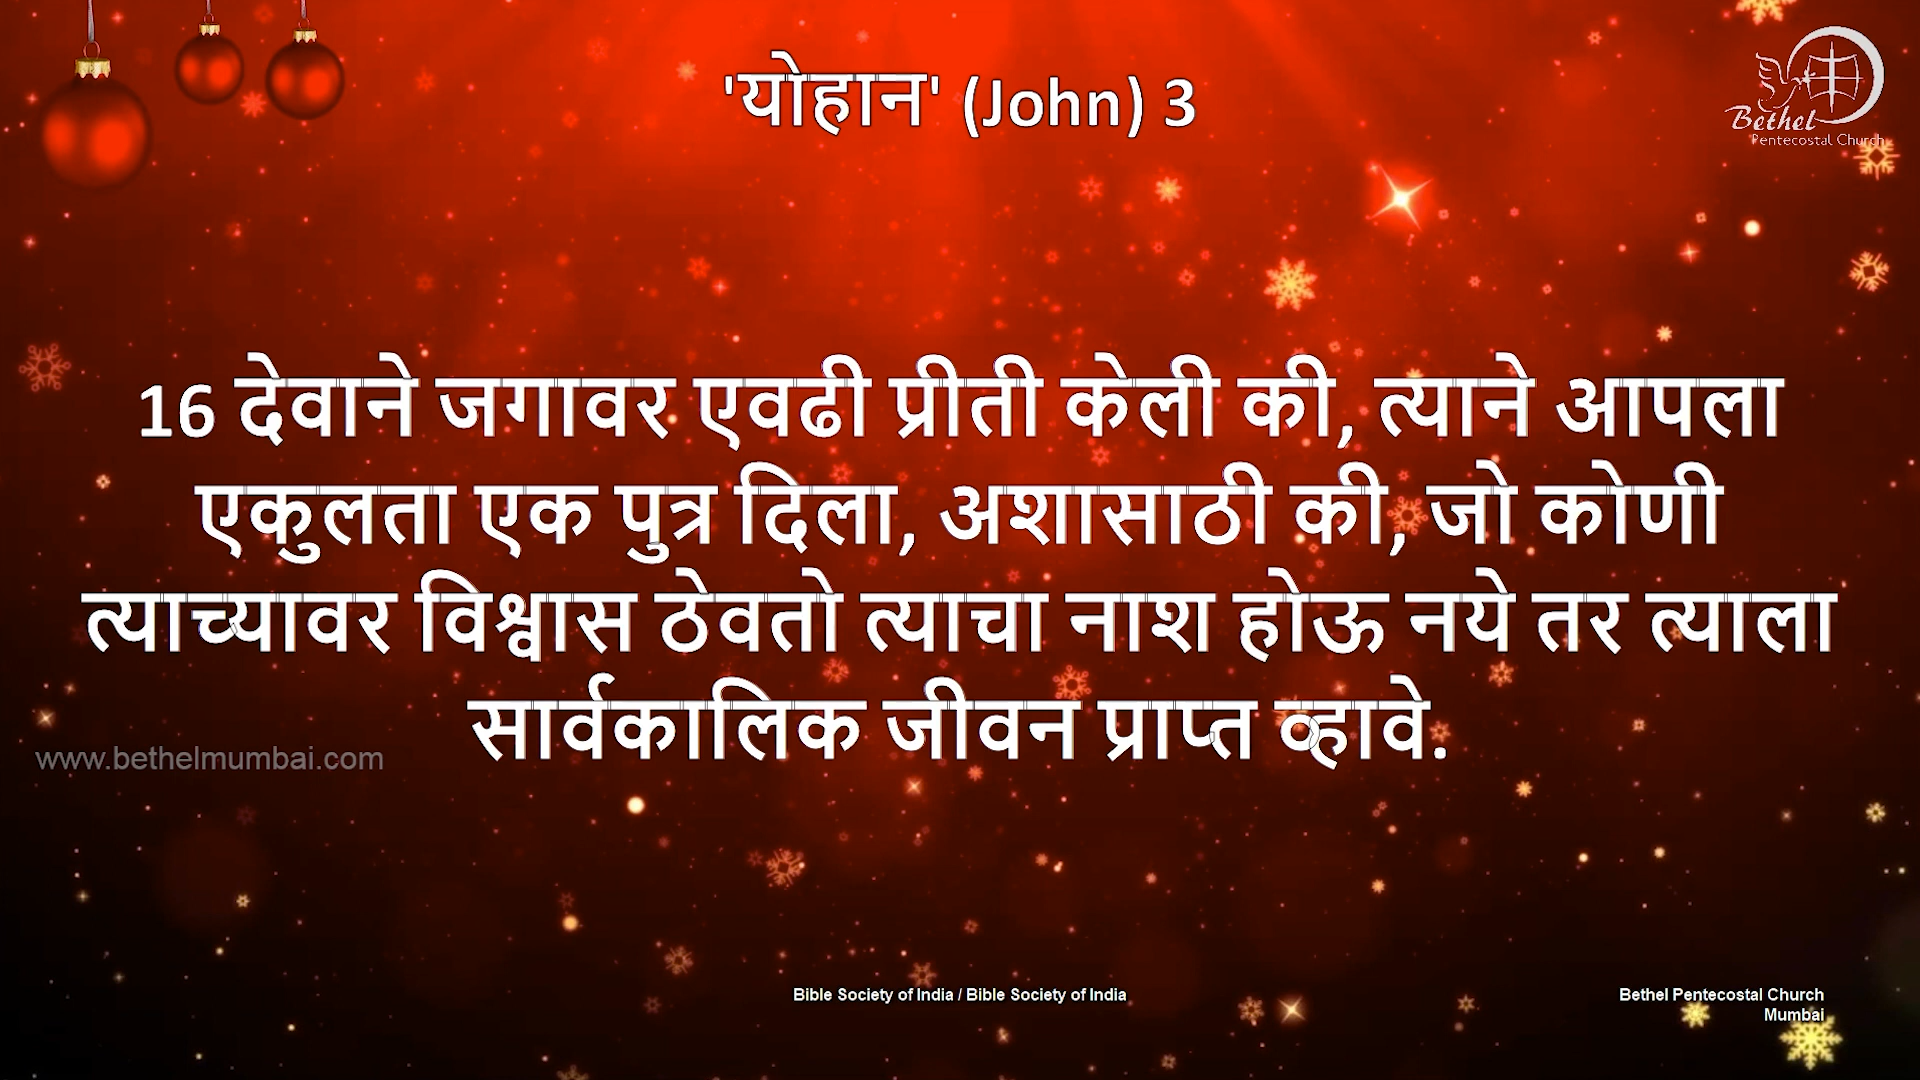 'योहान' (John) 3
Bethel
Pentecostal Church
16 देवाने जगावर एवढी प्रीती केली की, त्याने आपला
एकुलता एक पुत्र दिला, अशासाठी की, जो कोणी
त्याच्यावर विश्वास ठेवतो त्याचा नाश होऊ नये तर त्याला
सार्वकालिक जीवन प्राप्त व्हावे.
www.bethelmumbai.com
Bible Society of India / Bible Society of India
Bethel Pentecostal Church
Mumbai